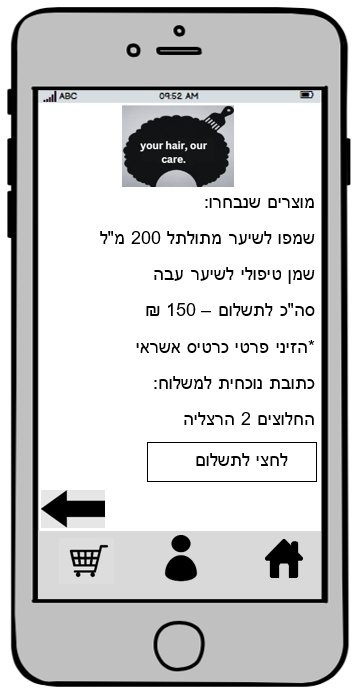 ABC
09:52 AM
your hair, our
care.
מוצרים שנבחרו:
שמפו לשיער מתולתל 200 מ"ל
שמן טיפולי לשיער עבה
סה"כ לתשלום – 150 ₪
*הזיני פרטי כרטיס אשראי
כתובת נוכחית למשלוח:
החלוצים 2 הרצליה
לחצי לתשלום